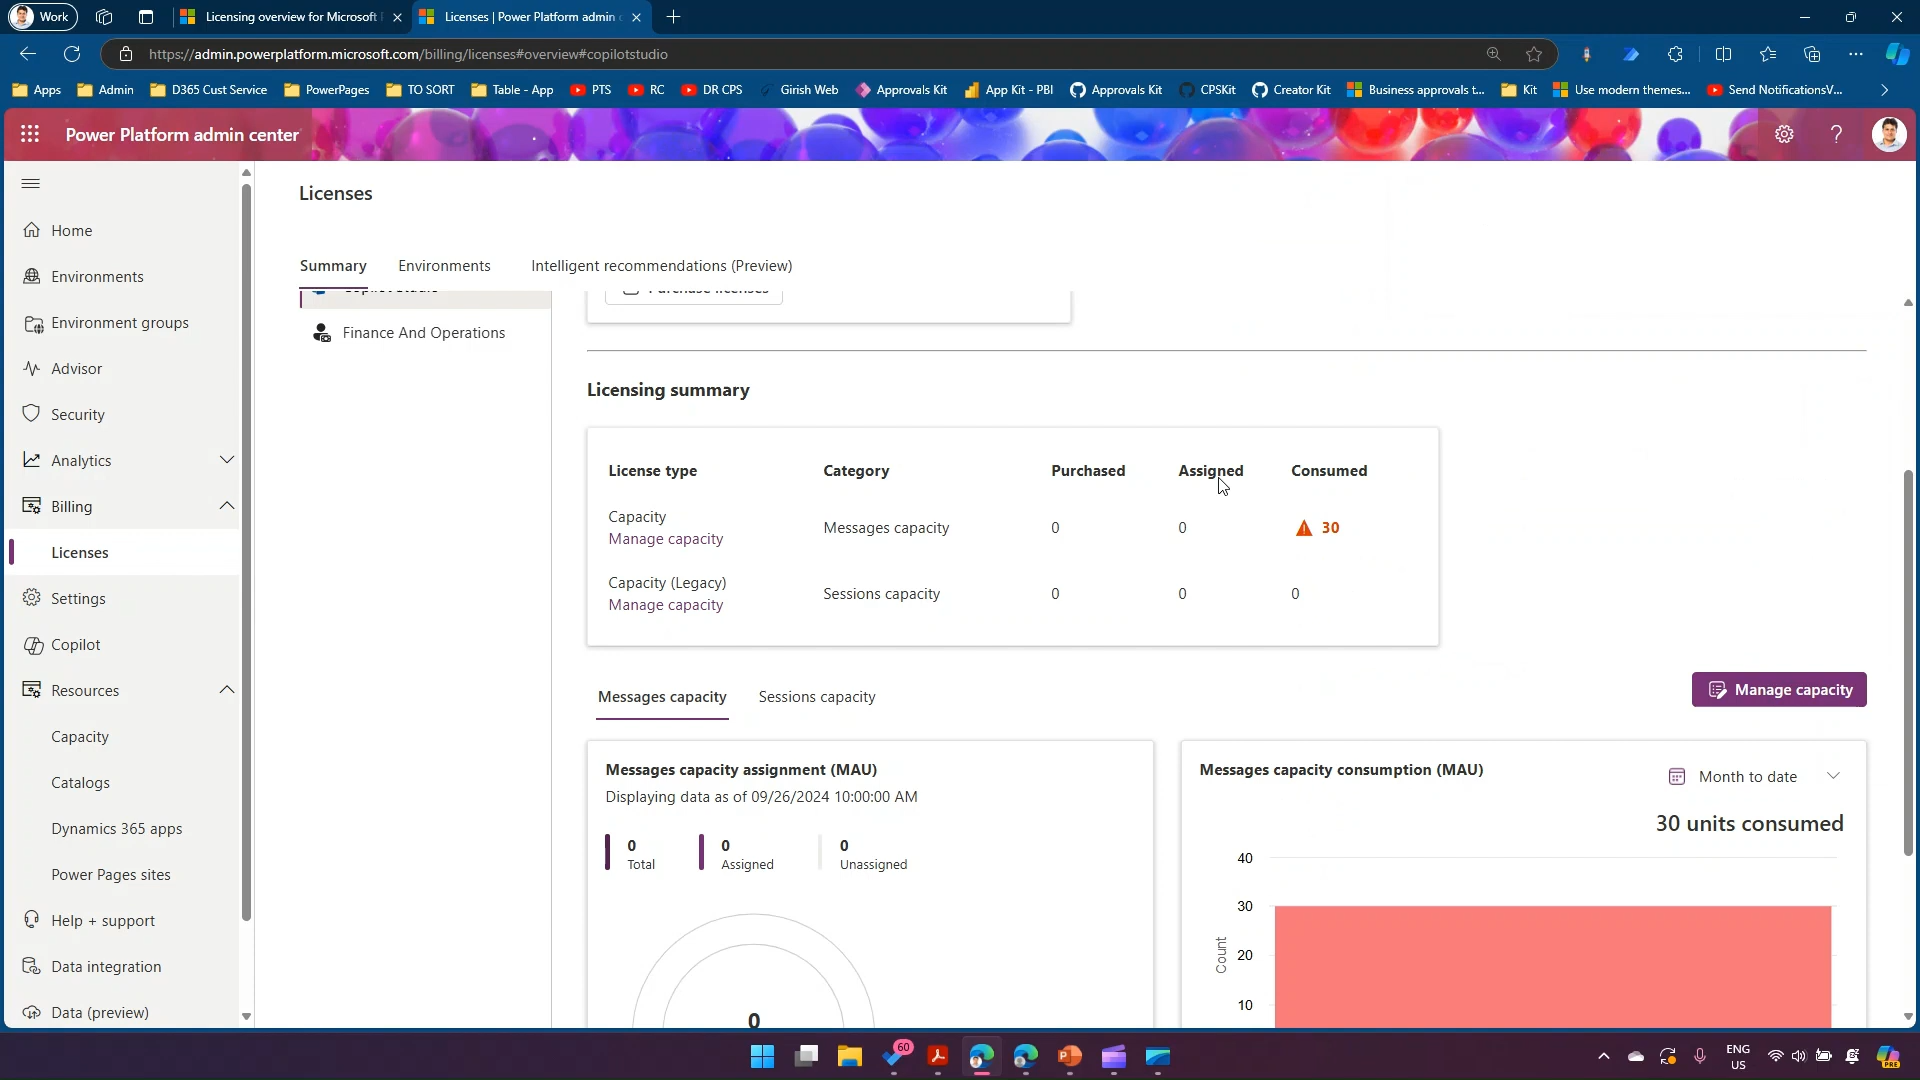 Work
Licensing overview for Microsoft
Licenses | Power Platform admin
https://admin.powerplatform.microsoft.com/billing/licenses#overview#copilotstudio
Apps
Admin
D365 Cust Service
PowerPages
TO SORT
Table - App
PTS
RC
DR CPS
Girish Web
Approvals Kit
App Kit - PBI
Approvals Kit
CPSKit
Creator Kit
Business approvals t...
Kit
Use modern themes...
Send NotificationsV...
Power Platform admin center
Home
Environments
Environment groups
Advisor
Security
Analytics
Billing
Licenses
Settings
Copilot
Resources
Capacity
Catalogs
Dynamics 365 apps
Power Pages sites
Help + support
Data integration
Data (preview)
Licenses
Summary
Environments
Intelligent recommendations (Preview)
Finance And Operations
Licensing summary
License type Category Purchased Assigned Consumed
Capacity
Manage capacity
Messages capacity 0 0 30
Capacity (Legacy)
Manage capacity
Sessions capacity 0 0 0
Messages capacity
Sessions capacity
Manage capacity
Messages capacity assignment (MAU)
Displaying data as of 09/26/2024 10:00:00 AM
0
Total
0
Assigned
0
Unassigned
0
Messages capacity consumption (MAU)
Month to date
30 units consumed
40
30
20
10
Count
60
ENG
US
PRE